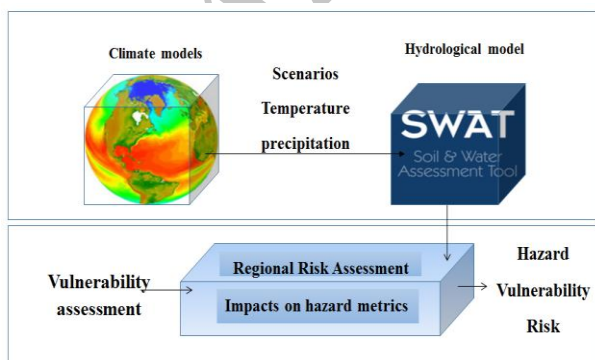 Climate models
Hydrological model
Scenarios
Temperature
precipitation
SWAT
Soil & Water
Assessment Tool
Regional Risk Assessment
Impacts on hazard metrics
Vulnerability
assessment
Hazard
Vulnerability
Risk